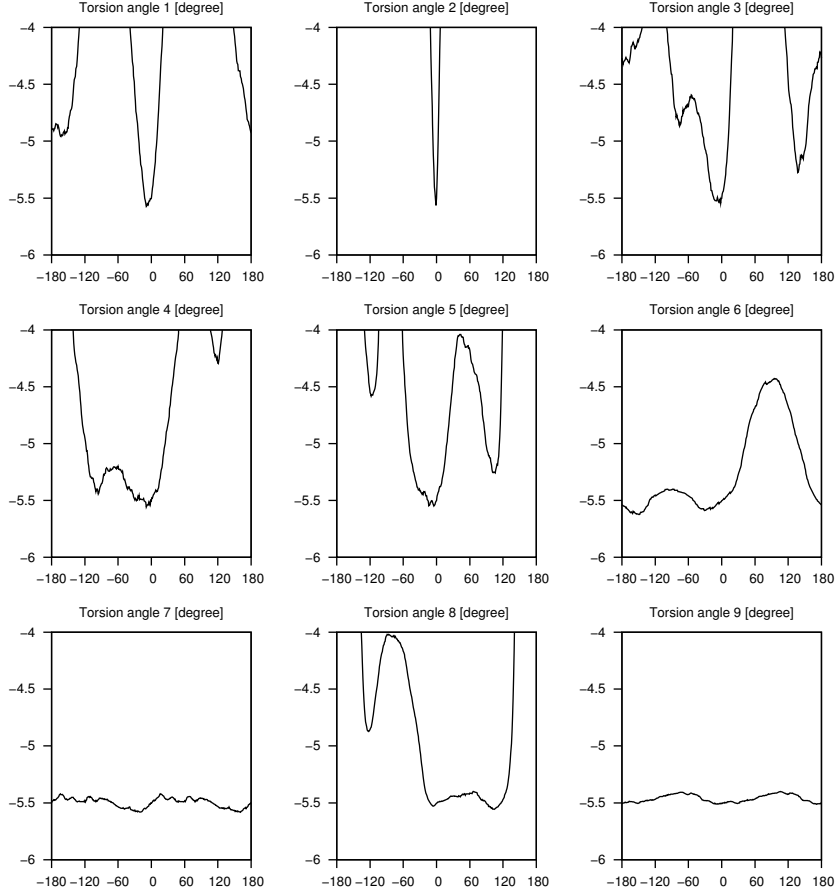 Torsion angle 1 [degree] Torsion angle 2 [degree] Torsion angle 3 [degree]
−4 −4 −4
−4.5 −4.5 −4.5
−5 −5 −5
−5.5 −5.5 −5.5
−6 −6 −6
−180 −120 −60 0 60 120 180 −180 −120 −60 0 60 120 180 −180 −120 −60 0 60 120 180
Torsion angle 4 [degree] Torsion angle 5 [degree] Torsion angle 6 [degree]
−4 −4 −4
−4.5 −4.5 −4.5
−5 −5 −5
−5.5 −5.5 −5.5
−6 −6 −6
−180 −120 −60 0 60 120 180 −180 −120 −60 0 60 120 180 −180 −120 −60 0 60 120 180
Torsion angle 7 [degree] Torsion angle 8 [degree] Torsion angle 9 [degree]
−4 −4 −4
−4.5 −4.5 −4.5
−5 −5 −5
−5.5 −5.5 −5.5
−6 −6 −6
−180 −120 −60 0 60 120 180 −180 −120 −60 0 60 120 180 −180 −120 −60 0 60 120 180